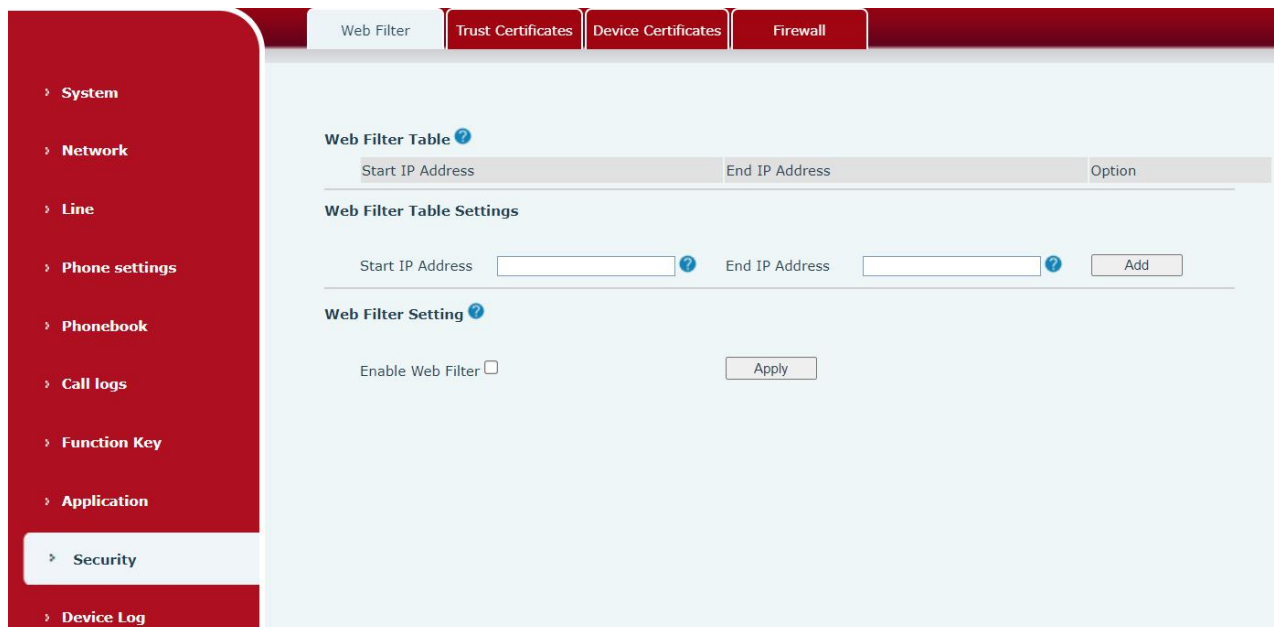 Web Filter Trust Certificates Device Certificates Firewall
System
Network
Line
Phone settings
Phonebook
Call logs
Function Key
Application
Security
Device Log
Web Filter Table ?
Start IP Address End IP Address Option
Web Filter Table Settings
Start IP Address ? End IP Address ? Add
Web Filter Setting ?
Enable Web Filter Apply